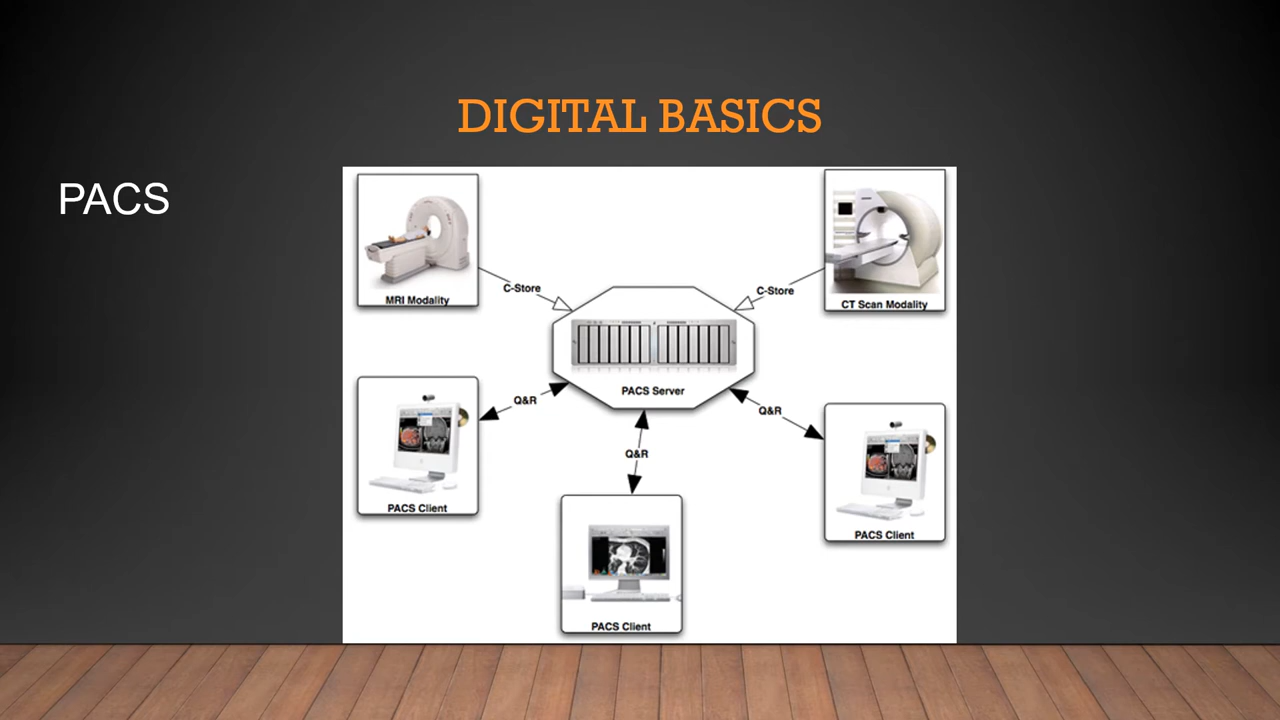 DIGITAL BASICS
PACS
MRI Modality
CT Scan Modality
C-Store
C-Store
PACS Server
Q&R
Q&R
Q&R
PACS Client
PACS Client
PACS Client